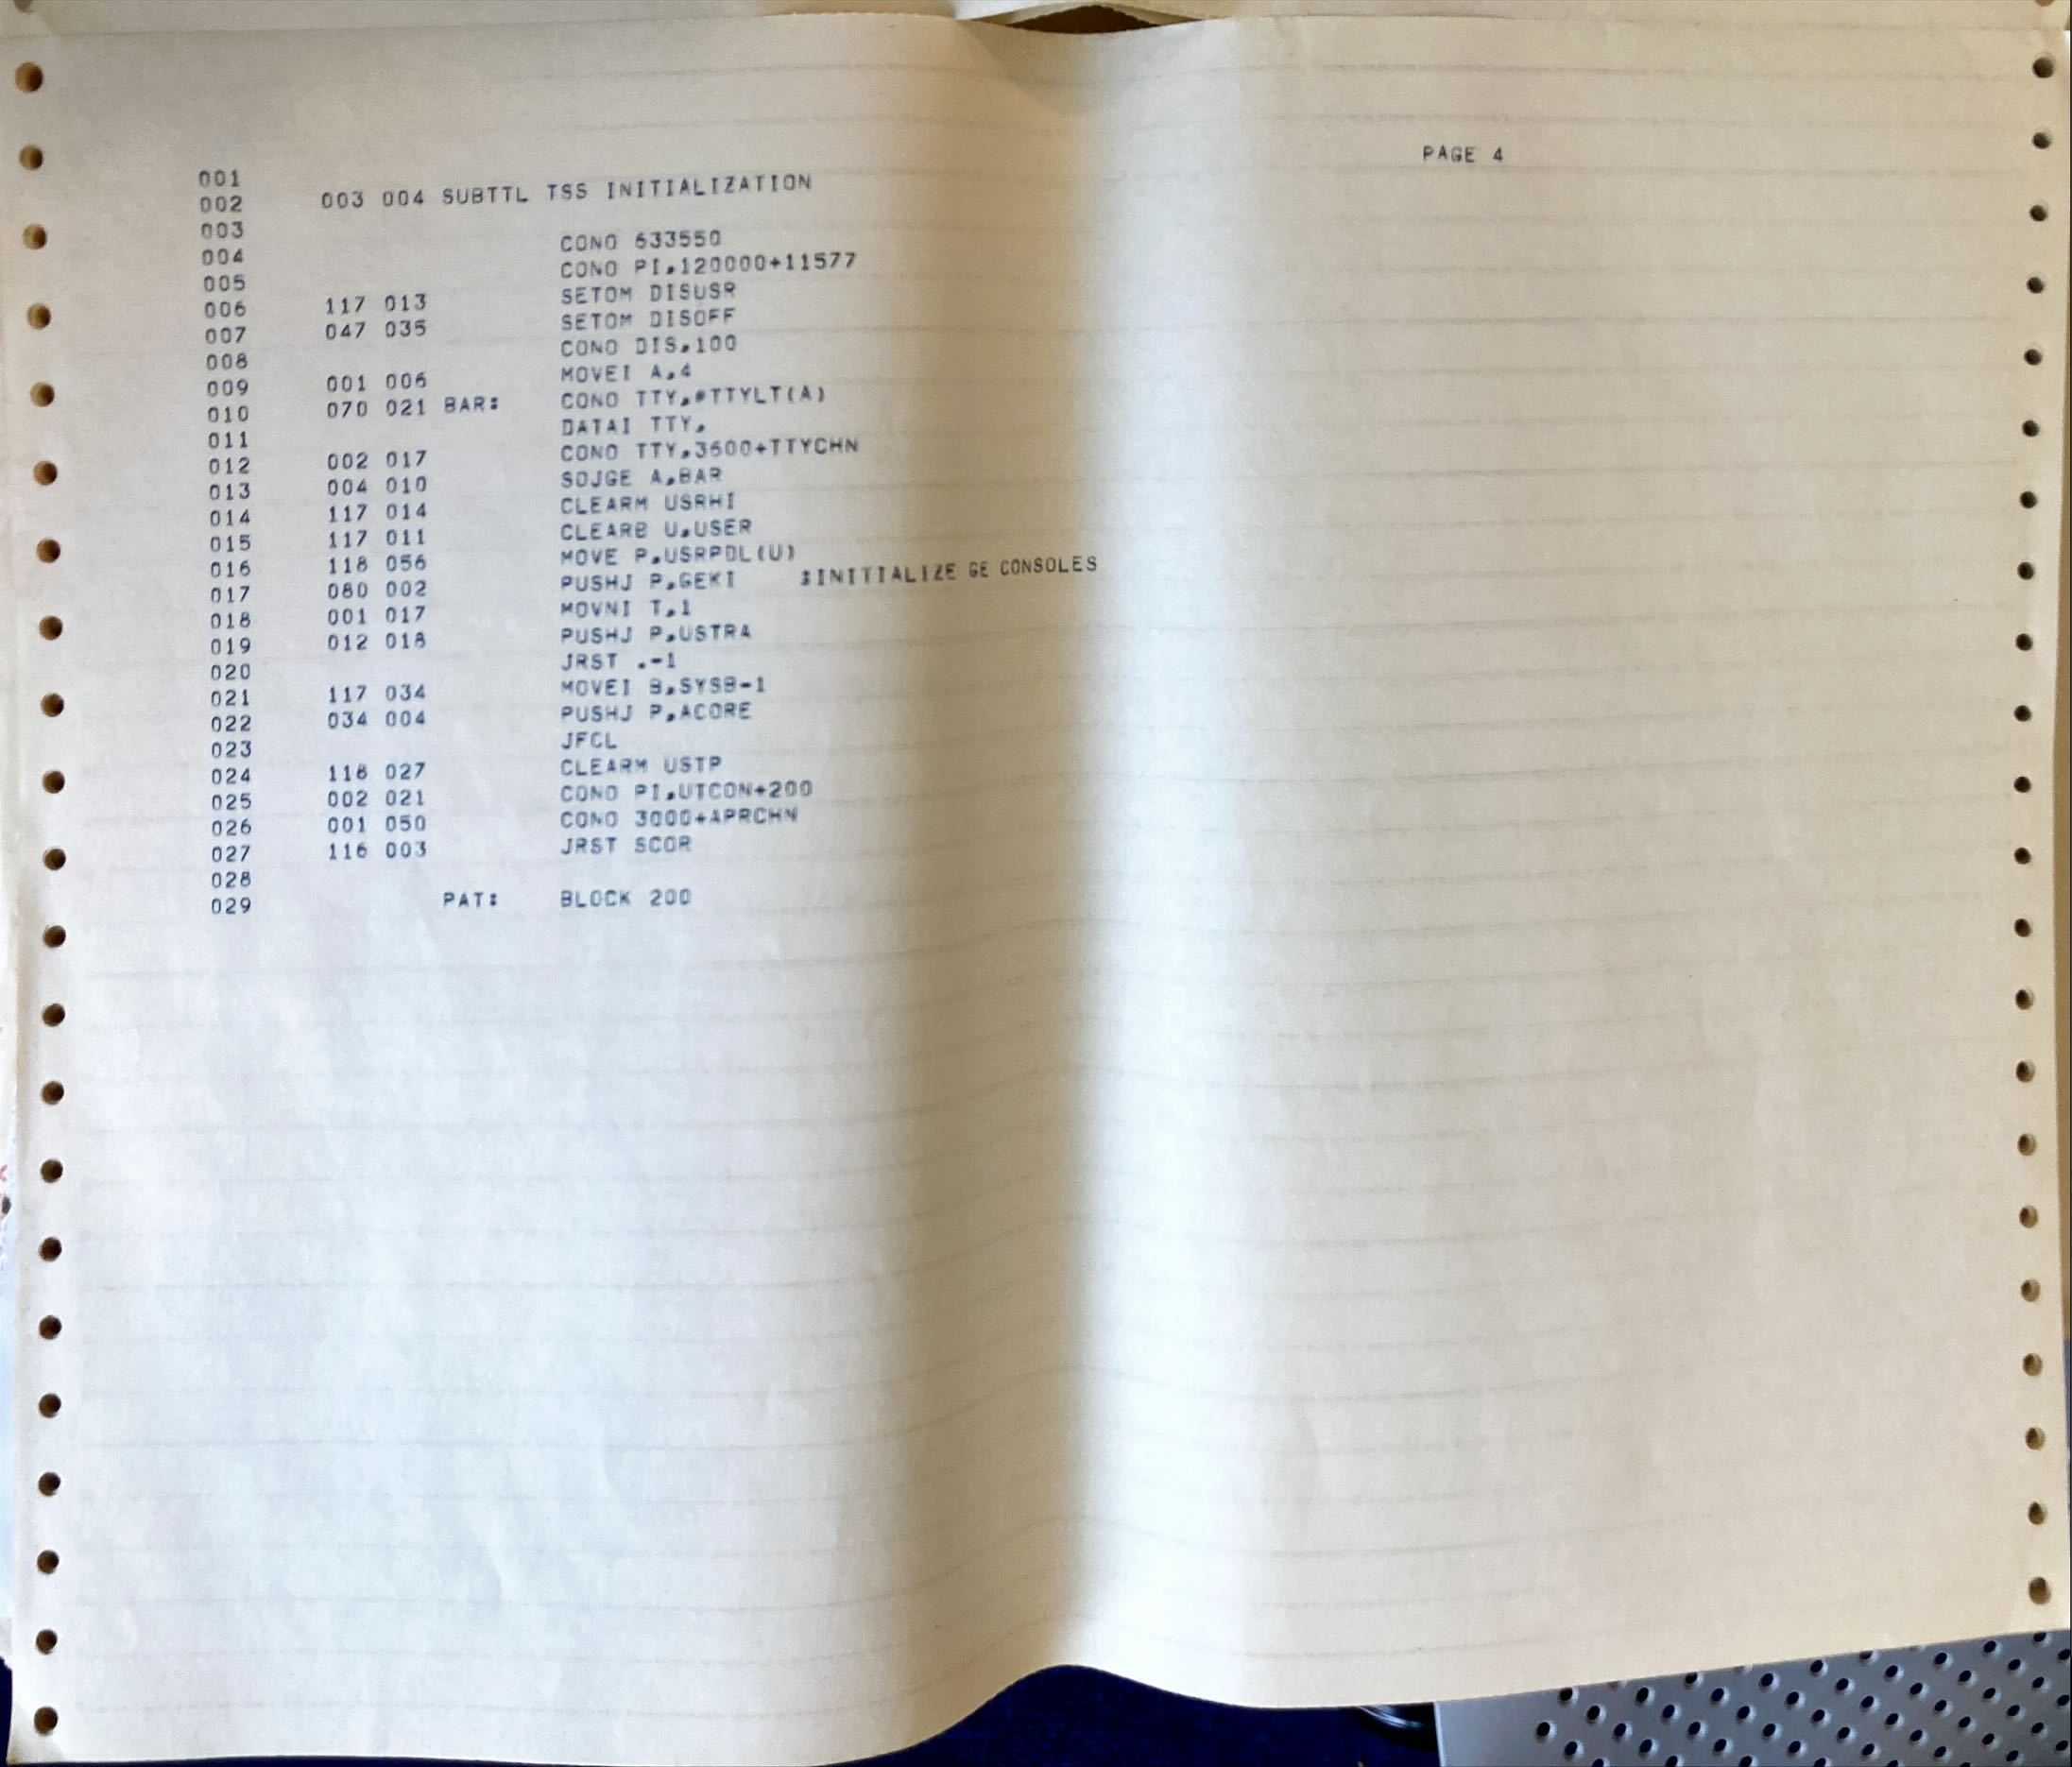 001 PAGE 4
002 003 004 SUBTTL TSS INITIALIZATION
003
004 CONO 633550
005 CONO PI,120000+11577
006 117 013 SETOM DISUSR
007 047 035 SETOM DISOFF
008 CONO DIS,100
009 001 006 MOVEI A,4
010 070 021 BAR: CONO TTY,@TTYLT(A)
011 DATAI TTY,
012 002 017 CONO TTY,3600+TTYCHN
013 004 010 SOJGE A,BAR
014 117 014 CLEARM USRHI
015 117 011 CLEARB U,USER
016 118 056 MOVE P,USRPDL(U)
017 080 002 PUSHJ P,GEKI ;INITIALIZE GE CONSOLES
018 001 017 MOVNI T,1
019 012 018 PUSHJ P,USTRA
020 JRST .-1
021 117 034 MOVEI B,SYSB-1
022 034 004 PUSHJ P,ACORE
023 JFCL
024 118 027 CLEARM USTP
025 002 021 CONO PI,UTCON+200
026 001 050 CONO 3000+APRCHN
027 116 003 JRST SCOR
028
029 PAT: BLOCK 200